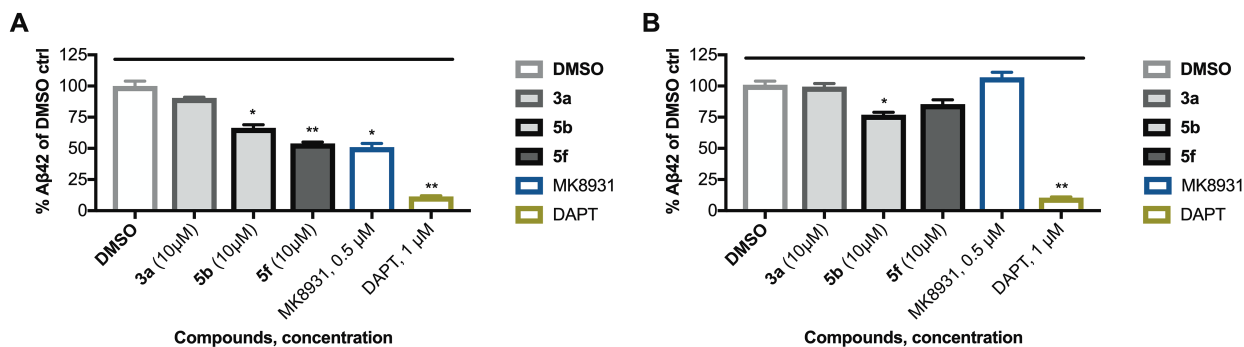 A
% Aβ42 of DMSO ctrl
125
100
75
50
25
0
*
**
*
**
DMSO
3a (10μM)
5b (10μM)
5f (10μM)
MK8931, 0.5 μM
DAPT, 1 μM
Compounds, concentration
DMSO
3a
5b
5f
MK8931
DAPT
B
% Aβ42 of DMSO ctrl
125
100
75
50
25
0
*
**
DMSO
3a (10μM)
5b (10μM)
5f (10μM)
MK8931, 0.5 μM
DAPT, 1 μM
Compounds, concentration
DMSO
3a
5b
5f
MK8931
DAPT